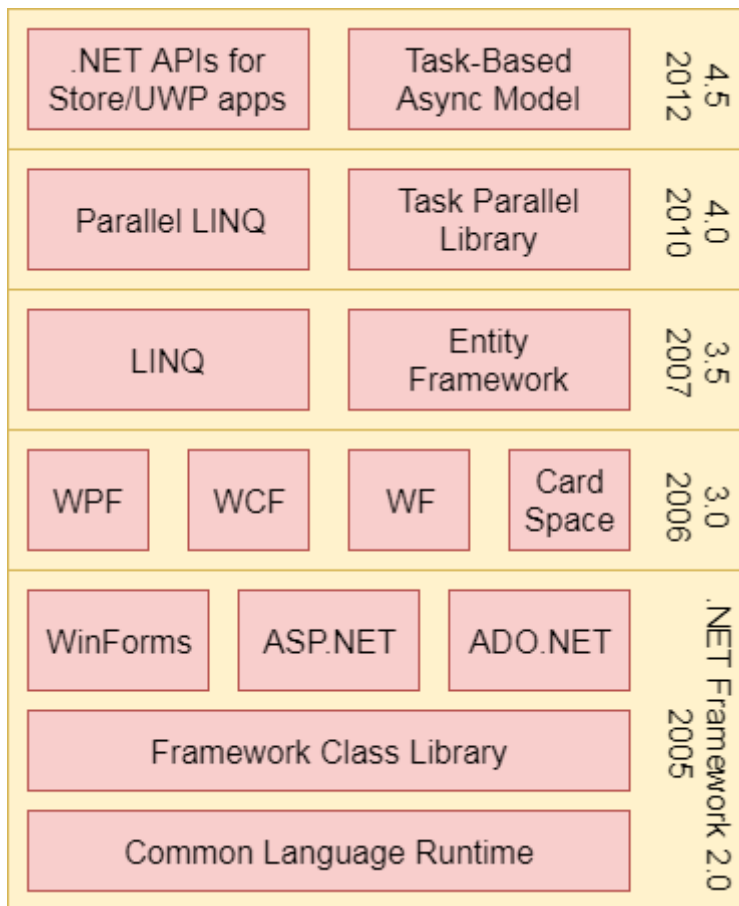 .NET APIs for
Store/UWP apps
Task-Based
Async Model
4.5
2012
Parallel LINQ
Task Parallel
Library
4.0
2010
LINQ
Entity
Framework
3.5
2007
WPF
WCF
WF
Card
Space
3.0
2006
WinForms
ASP.NET
ADO.NET
Framework Class Library
Common Language Runtime
.NET Framework 2.0
2005